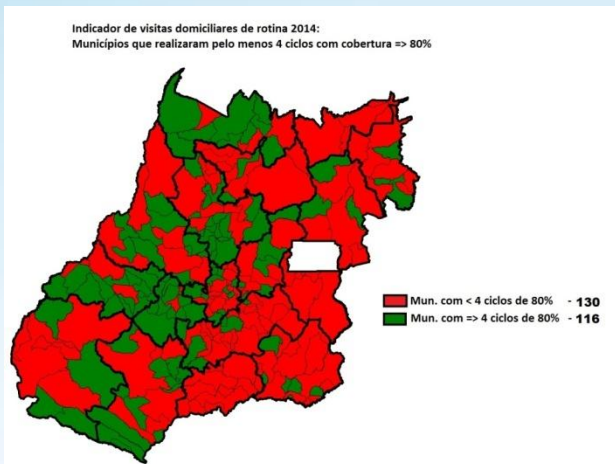 Indicador de visitas domiciliares de rotina 2014:
Municípios que realizaram pelo menos 4 ciclos com cobertura => 80%
Mun. com < 4 ciclos de 80% - 130
Mun. com => 4 ciclos de 80% - 116